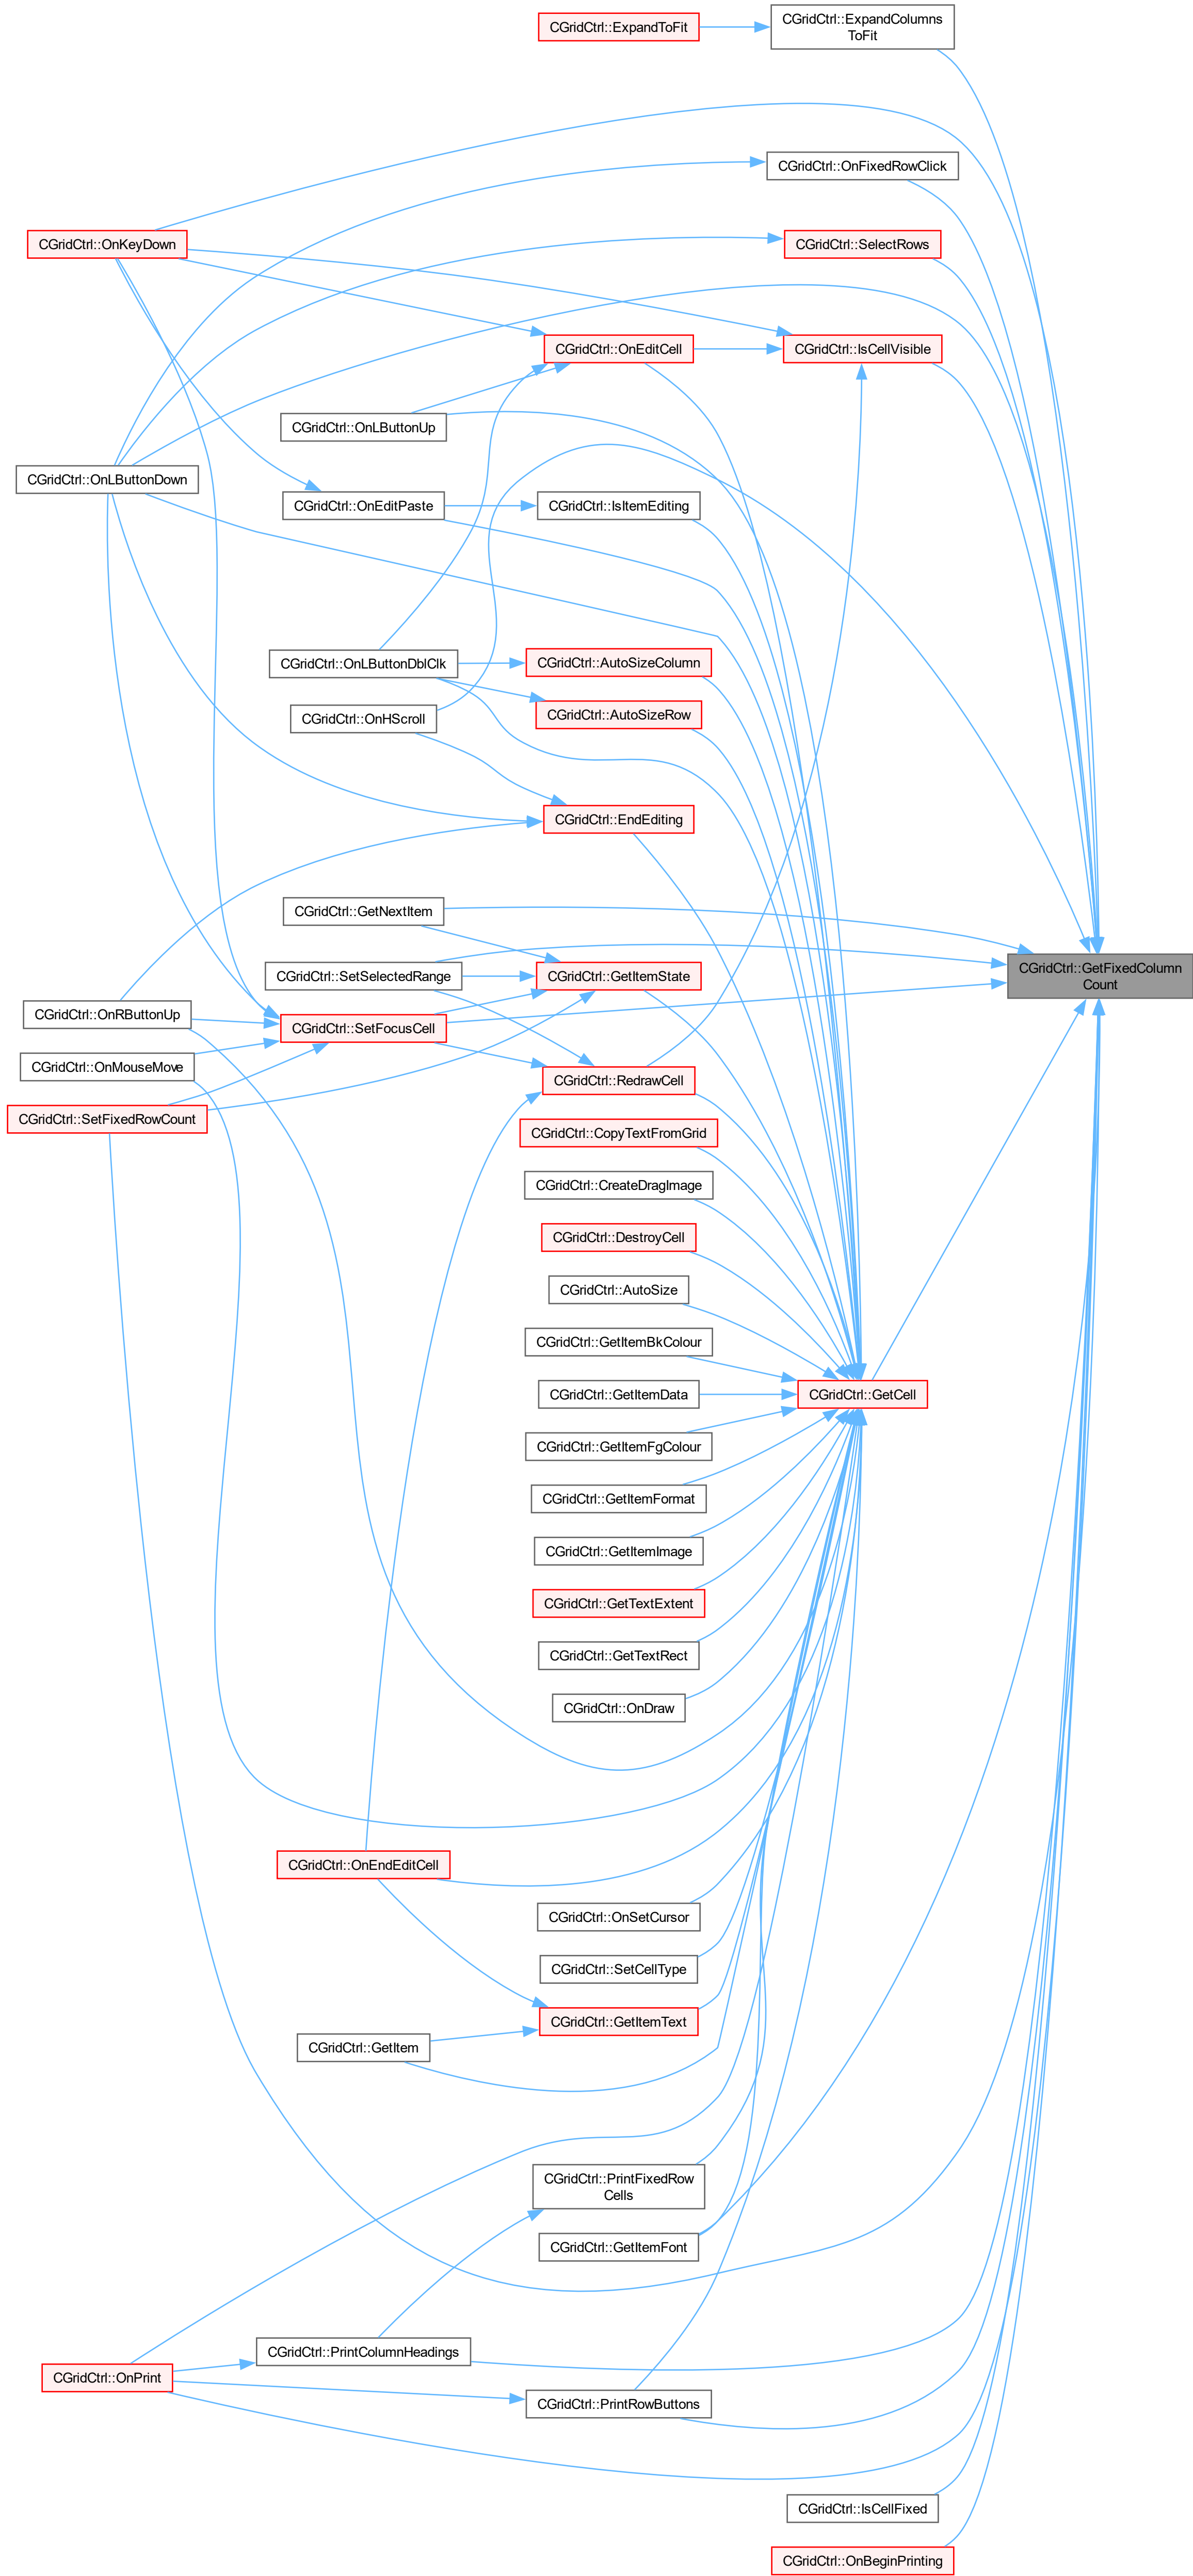 CGridCtrl::ExpandToFit
CGridCtrl::ExpandColumns
ToFit
CGridCtrl::OnFixedRowClick
CGridCtrl::OnKeyDown
CGridCtrl::SelectRows
CGridCtrl::OnEditCell
CGridCtrl::IsCellVisible
CGridCtrl::OnLButtonUp
CGridCtrl::OnLButtonDown
CGridCtrl::OnEditPaste
CGridCtrl::IsItemEditing
CGridCtrl::OnLButtonDblClk
CGridCtrl::AutoSizeColumn
CGridCtrl::OnHScroll
CGridCtrl::AutoSizeRow
CGridCtrl::EndEditing
CGridCtrl::GetNextItem
CGridCtrl::SetSelectedRange
CGridCtrl::GetItemState
CGridCtrl::GetFixedColumn
Count
CGridCtrl::OnRButtonUp
CGridCtrl::SetFocusCell
CGridCtrl::OnMouseMove
CGridCtrl::RedrawCell
CGridCtrl::SetFixedRowCount
CGridCtrl::CopyTextFromGrid
CGridCtrl::CreateDragImage
CGridCtrl::DestroyCell
CGridCtrl::AutoSize
CGridCtrl::GetItemBkColour
CGridCtrl::GetItemData
CGridCtrl::GetCell
CGridCtrl::GetItemFgColour
CGridCtrl::GetItemFormat
CGridCtrl::GetItemImage
CGridCtrl::GetTextExtent
CGridCtrl::GetTextRect
CGridCtrl::OnDraw
CGridCtrl::OnEndEditCell
CGridCtrl::OnSetCursor
CGridCtrl::SetCellType
CGridCtrl::GetItemText
CGridCtrl::GetItem
CGridCtrl::PrintFixedRow
Cells
CGridCtrl::GetItemFont
CGridCtrl::PrintColumnHeadings
CGridCtrl::OnPrint
CGridCtrl::PrintRowButtons
CGridCtrl::IsCellFixed
CGridCtrl::OnBeginPrinting